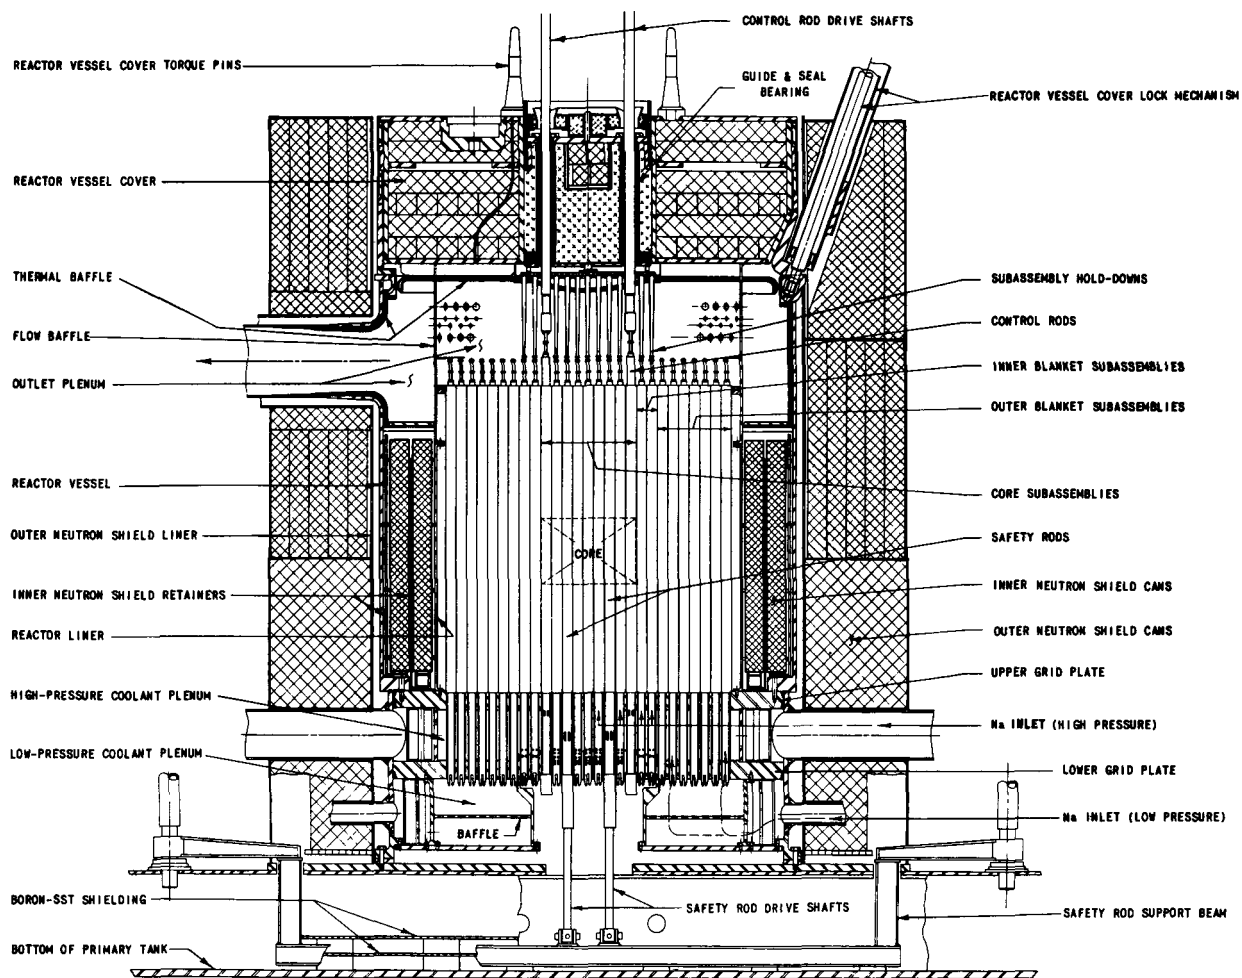 CONTROL ROD DRIVE SHAFTS
REACTOR VESSEL COVER TORQUE PINS
GUIDE & SEAL
BEARING
REACTOR VESSEL COVER LOCK MECHANISM
REACTOR VESSEL COVER
THERMAL BAFFLE
SUBASSEMBLY HOLD-DOWNS
FLOW BAFFLE
CONTROL RODS
OUTLET PLENUM
INNER BLANKET SUBASSEMBLIES
OUTER BLANKET SUBASSEMBLIES
REACTOR VESSEL
CORE SUBASSEMBLIES
OUTER NEUTRON SHIELD LINER
SAFETY RODS
CORE
INNER NEUTRON SHIELD RETAINERS
INNER NEUTRON SHIELD CANS
REACTOR LINER
OUTER NEUTRON SHIELD CANS
UPPER GRID PLATE
HIGH-PRESSURE COOLANT PLENUM
Na INLET (HIGH PRESSURE)
LOW-PRESSURE COOLANT PLENUM
LOWER GRID PLATE
Na INLET (LOW PRESSURE)
BAFFLE
BORON-SST SHIELDING
SAFETY ROD DRIVE SHAFTS
SAFETY ROD SUPPORT BEAM
BOTTOM OF PRIMARY TANK